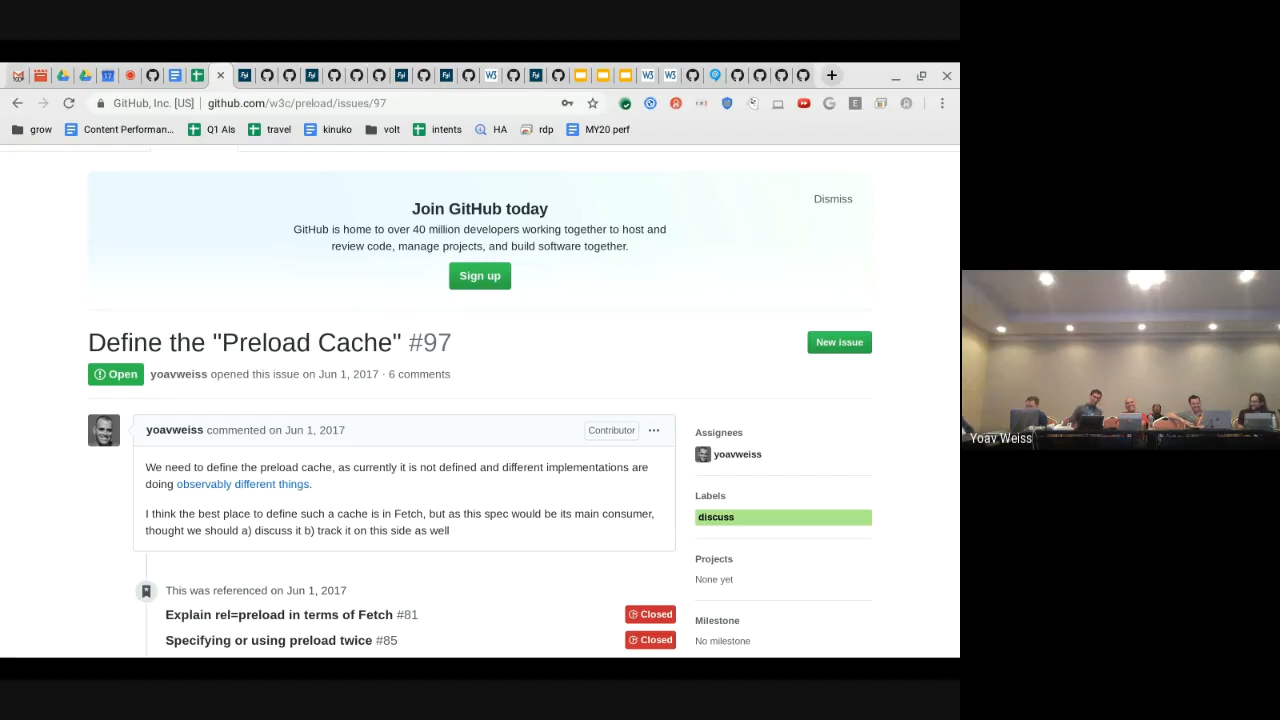 GitHub, Inc. [US]
github.com/w3c/preload/issues/97
grow
Content Performan...
Q1 AIs
travel
kinuko
volt
intents
HA
rdp
MY20 perf
Join GitHub today
Dismiss
GitHub is home to over 40 million developers working together to host and
review code, manage projects, and build software together.
Sign up
Define the "Preload Cache" #97
New issue
Open
yoavweiss opened this issue on Jun 1, 2017 · 6 comments
yoavweiss commented on Jun 1, 2017
Contributor
We need to define the preload cache, as currently it is not defined and different implementations are
doing observably different things.
I think the best place to define such a cache is in Fetch, but as this spec would be its main consumer,
thought we should a) discuss it b) track it on this side as well
This was referenced on Jun 1, 2017
Explain rel=preload in terms of Fetch #81
Closed
Specifying or using preload twice #85
Closed
Assignees
yoavweiss
Labels
discuss
Projects
None yet
Milestone
No milestone
Yoav Weiss